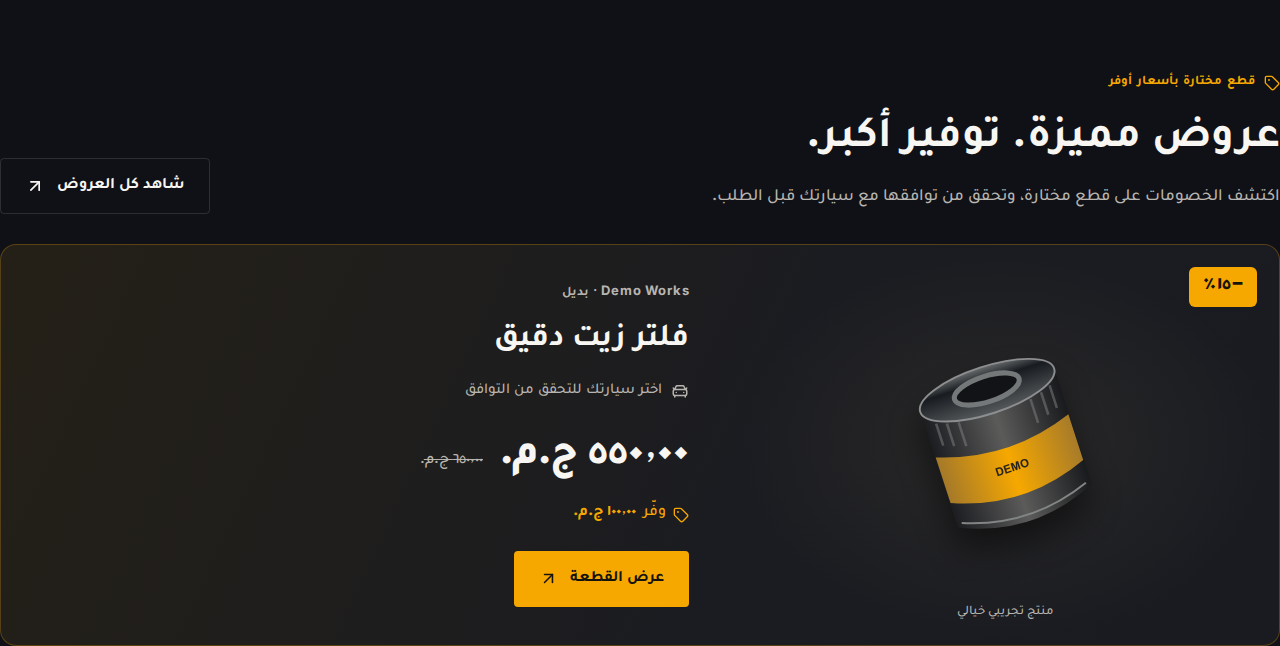 قطع مختارة بأسعار أوفر
عروض مميزة. توفير أكبر.
اكتشف الخصومات على قطع مختارة، وتحقق من توافقها مع سيارتك قبل الطلب.
شاهد كل العروض
−١٥٪
DEMO
منتج تجريبي خيالي
Demo Works · بديل
فلتر زيت دقيق
اختر سيارتك للتحقق من التوافق
٥٥٠٫٠٠ ج.م. ٦٥٠٫٠٠ ج.م.
وفّر ١٠٠٫٠٠ ج.م.
عرض القطعة